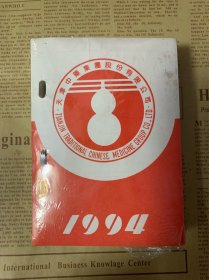 天津中药集团股份有限公司
TIANJIN TRADITIONAL CHINESE MEDICINE GROUP CO., LTD
1994
International Business Knowlage Center